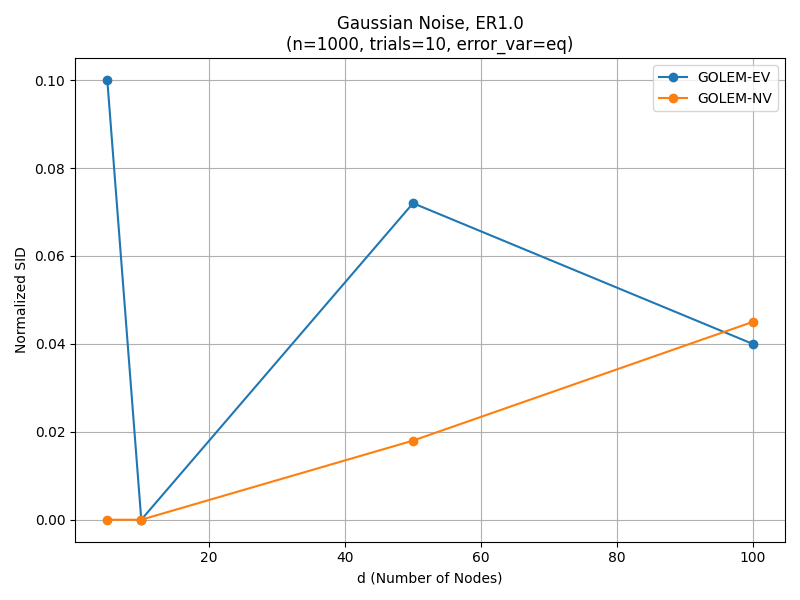 Gaussian Noise, ER1.0
(n=1000, trials=10, error_var=eq)
GOLEM-EV
GOLEM-NV
Normalized SID
0.10
0.08
0.06
0.04
0.02
0.00
20
40
60
80
100
d (Number of Nodes)